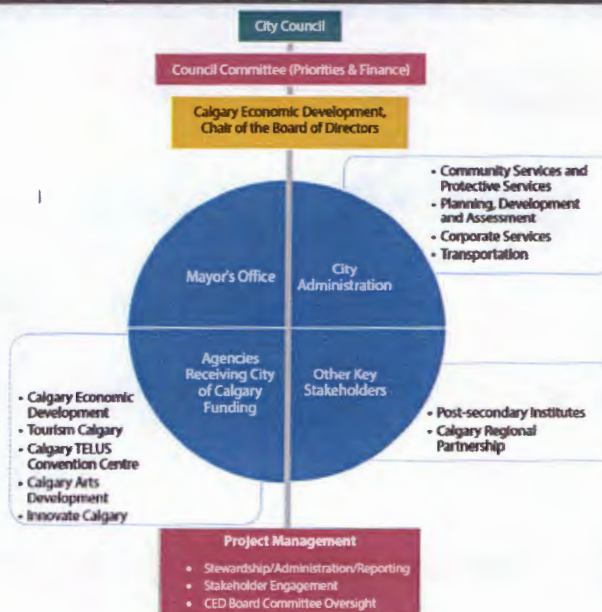 City Council
Council Committee (Priorities & Finance)
Calgary Economic Development,
Chair of the Board of Directors
• Community Services and
Protective Services
• Planning, Development
and Assessment
• Corporate Services
• Transportation
Mayor's Office
City
Administration
Agencies
Receiving City
of Calgary
Funding
Other Key
Stakeholders
• Calgary Economic
Development
• Tourism Calgary
• Calgary TELUS
Convention Centre
• Calgary Arts
Development
• Innovate Calgary
• Post-secondary Institutes
• Calgary Regional
Partnership
Project Management
• Stewardship/Administration/Reporting
• Stakeholder Engagement
• CED Board Committee Oversight